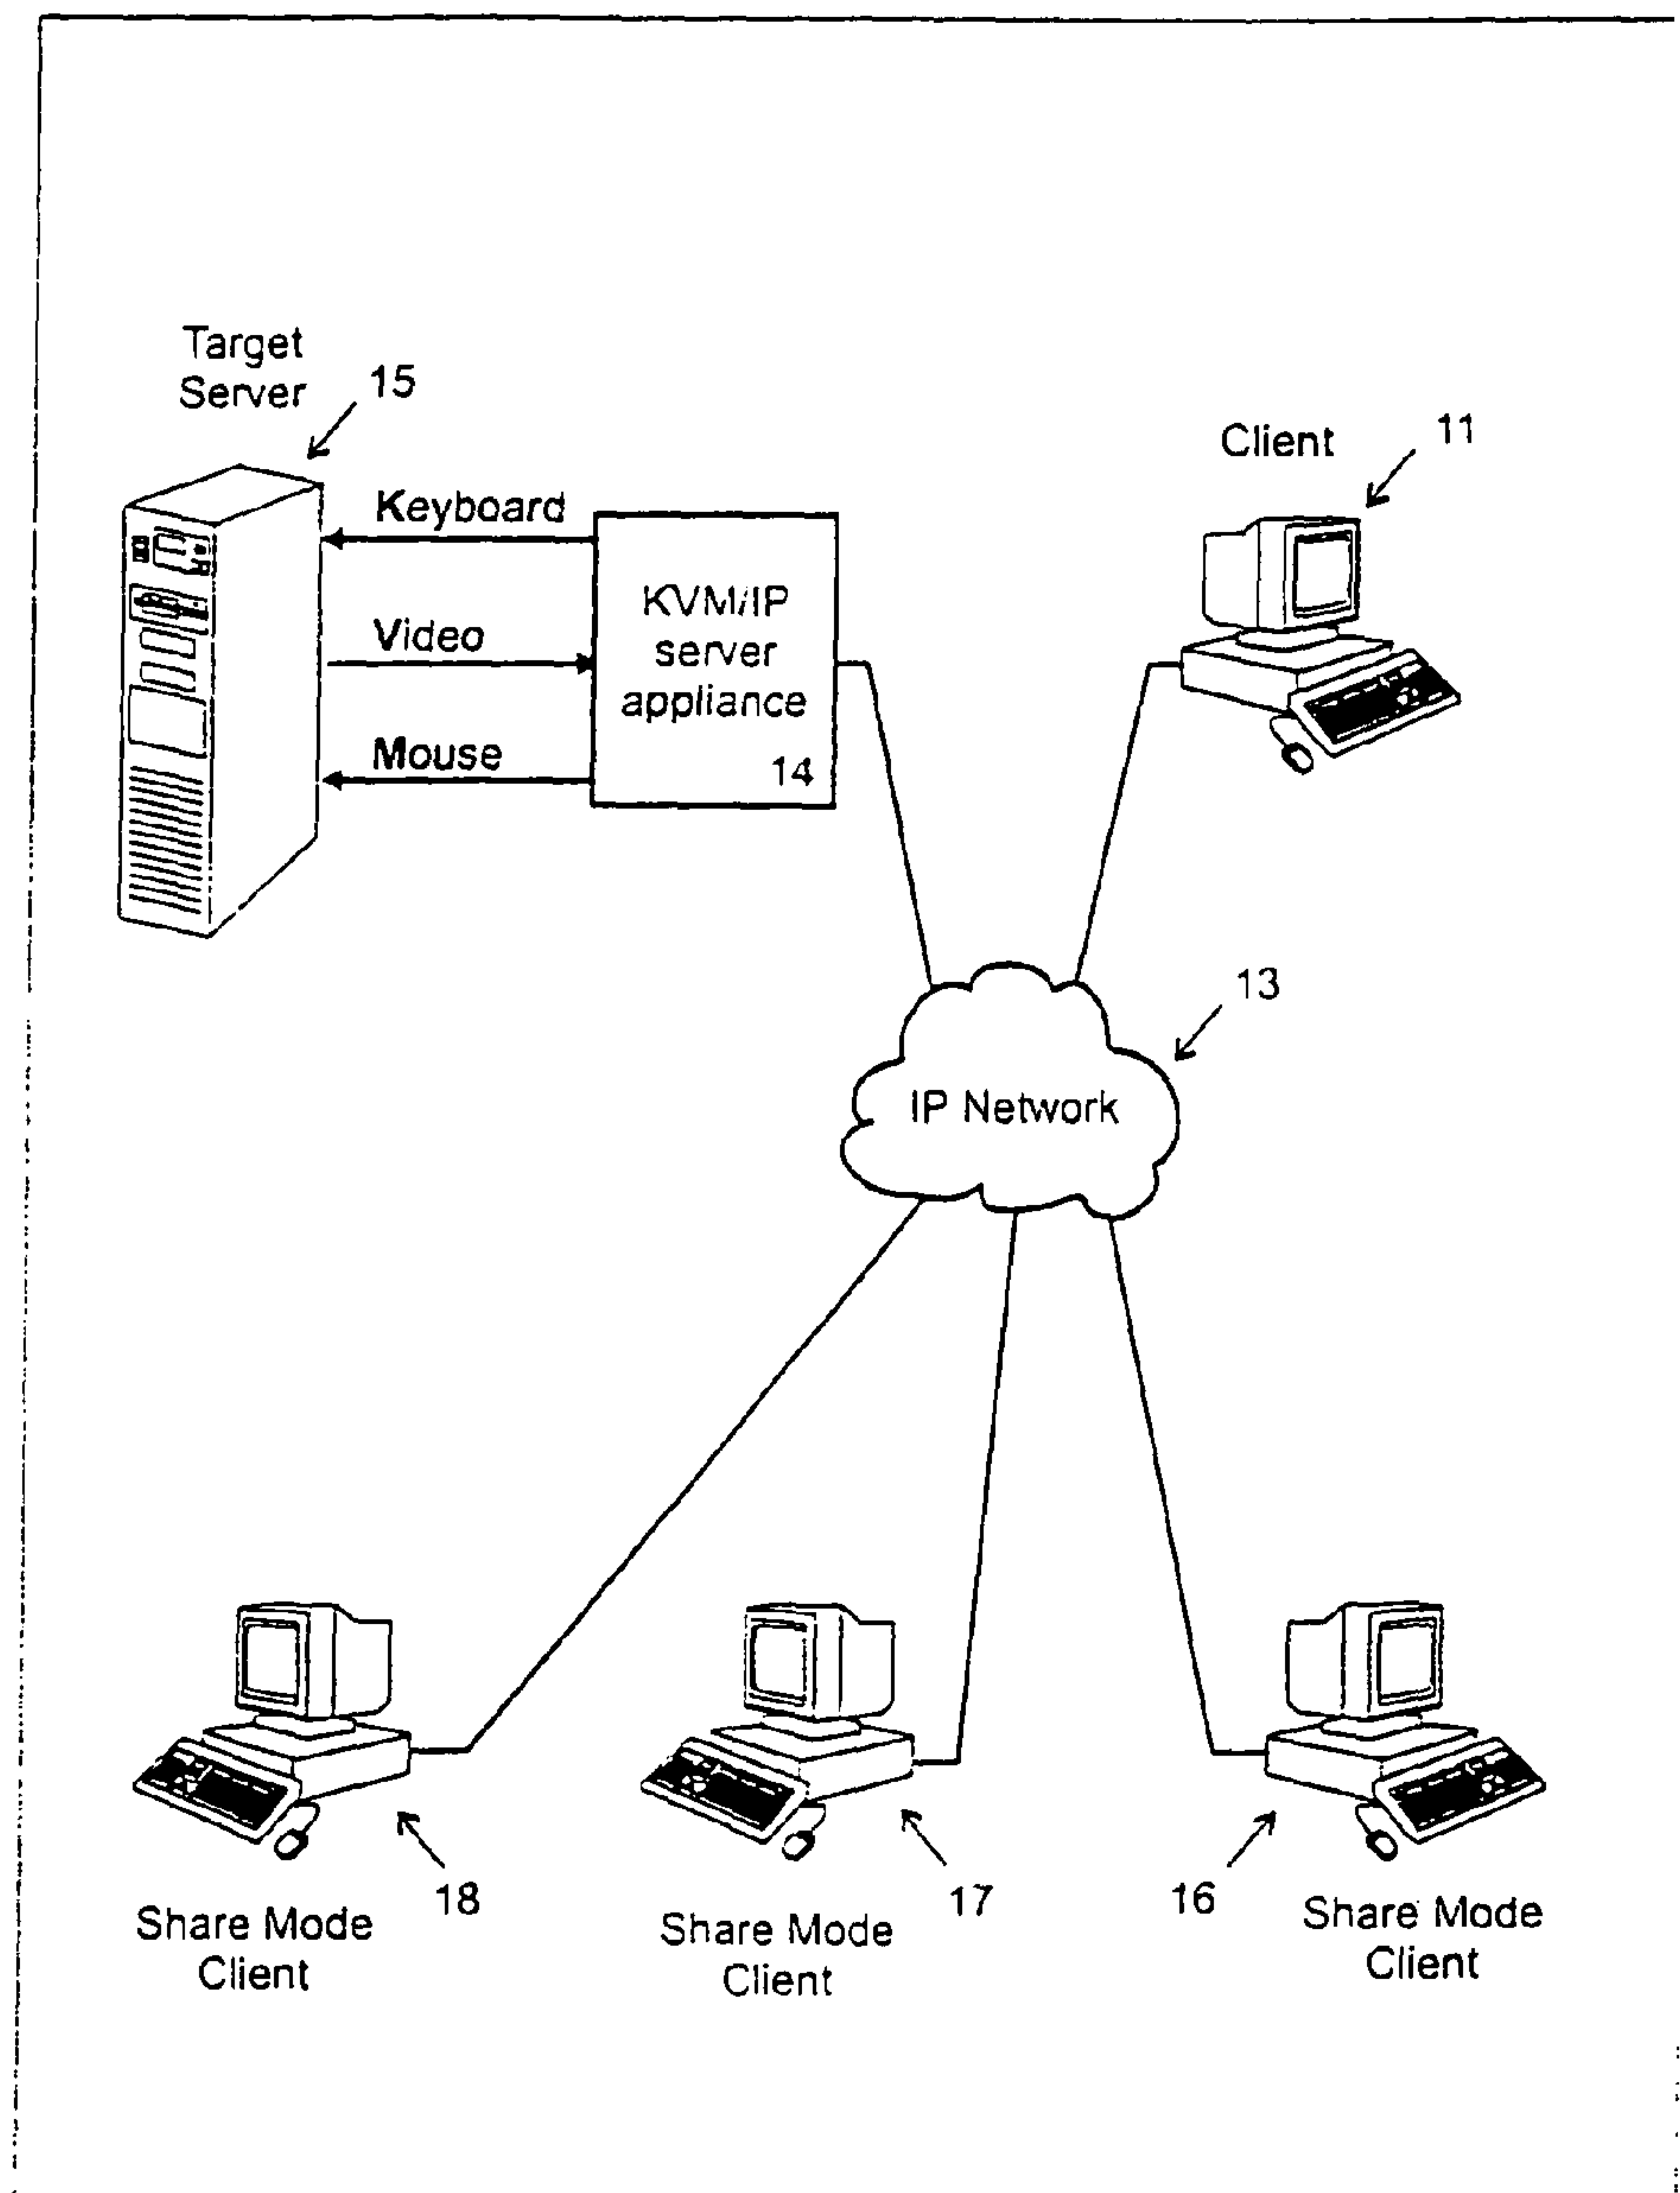 Target
Server
15
Keyboard
Video
Mouse
KVM/IP
server
appliance
14
Client
11
13
IP Network
18
Share Mode
Client
17
Share Mode
Client
16
Share Mode
Client